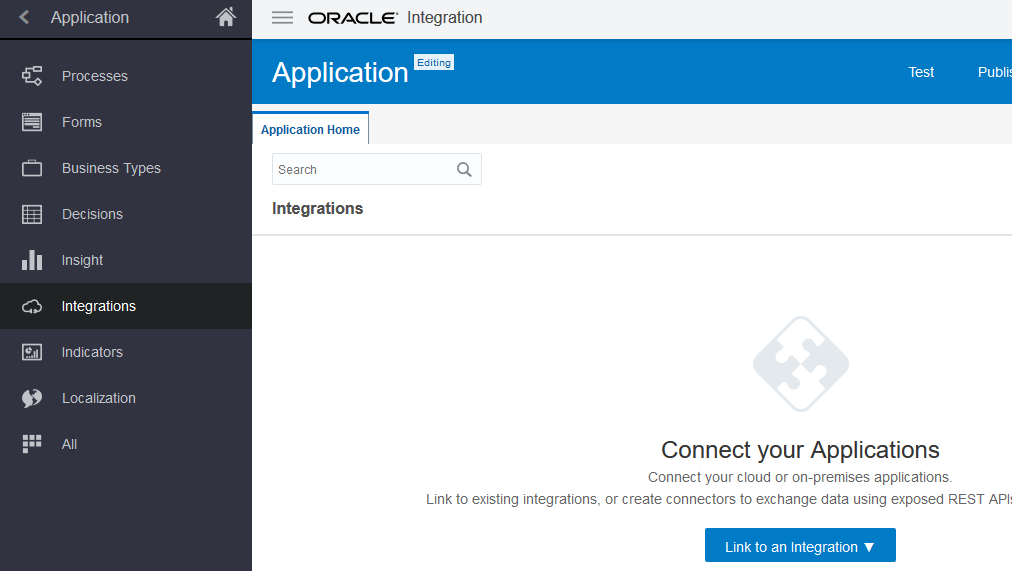 Application
ORACLE Integration
Processes
Forms
Business Types
Decisions
Insight
Integrations
Indicators
Localization
All
Application Editing
Test
Application Home
Search
Integrations
Connect your Applications
Connect your cloud or on-premises applications.
Link to existing integrations, or create connectors to exchange data using exposed REST APIs
Link to an Integration ▼